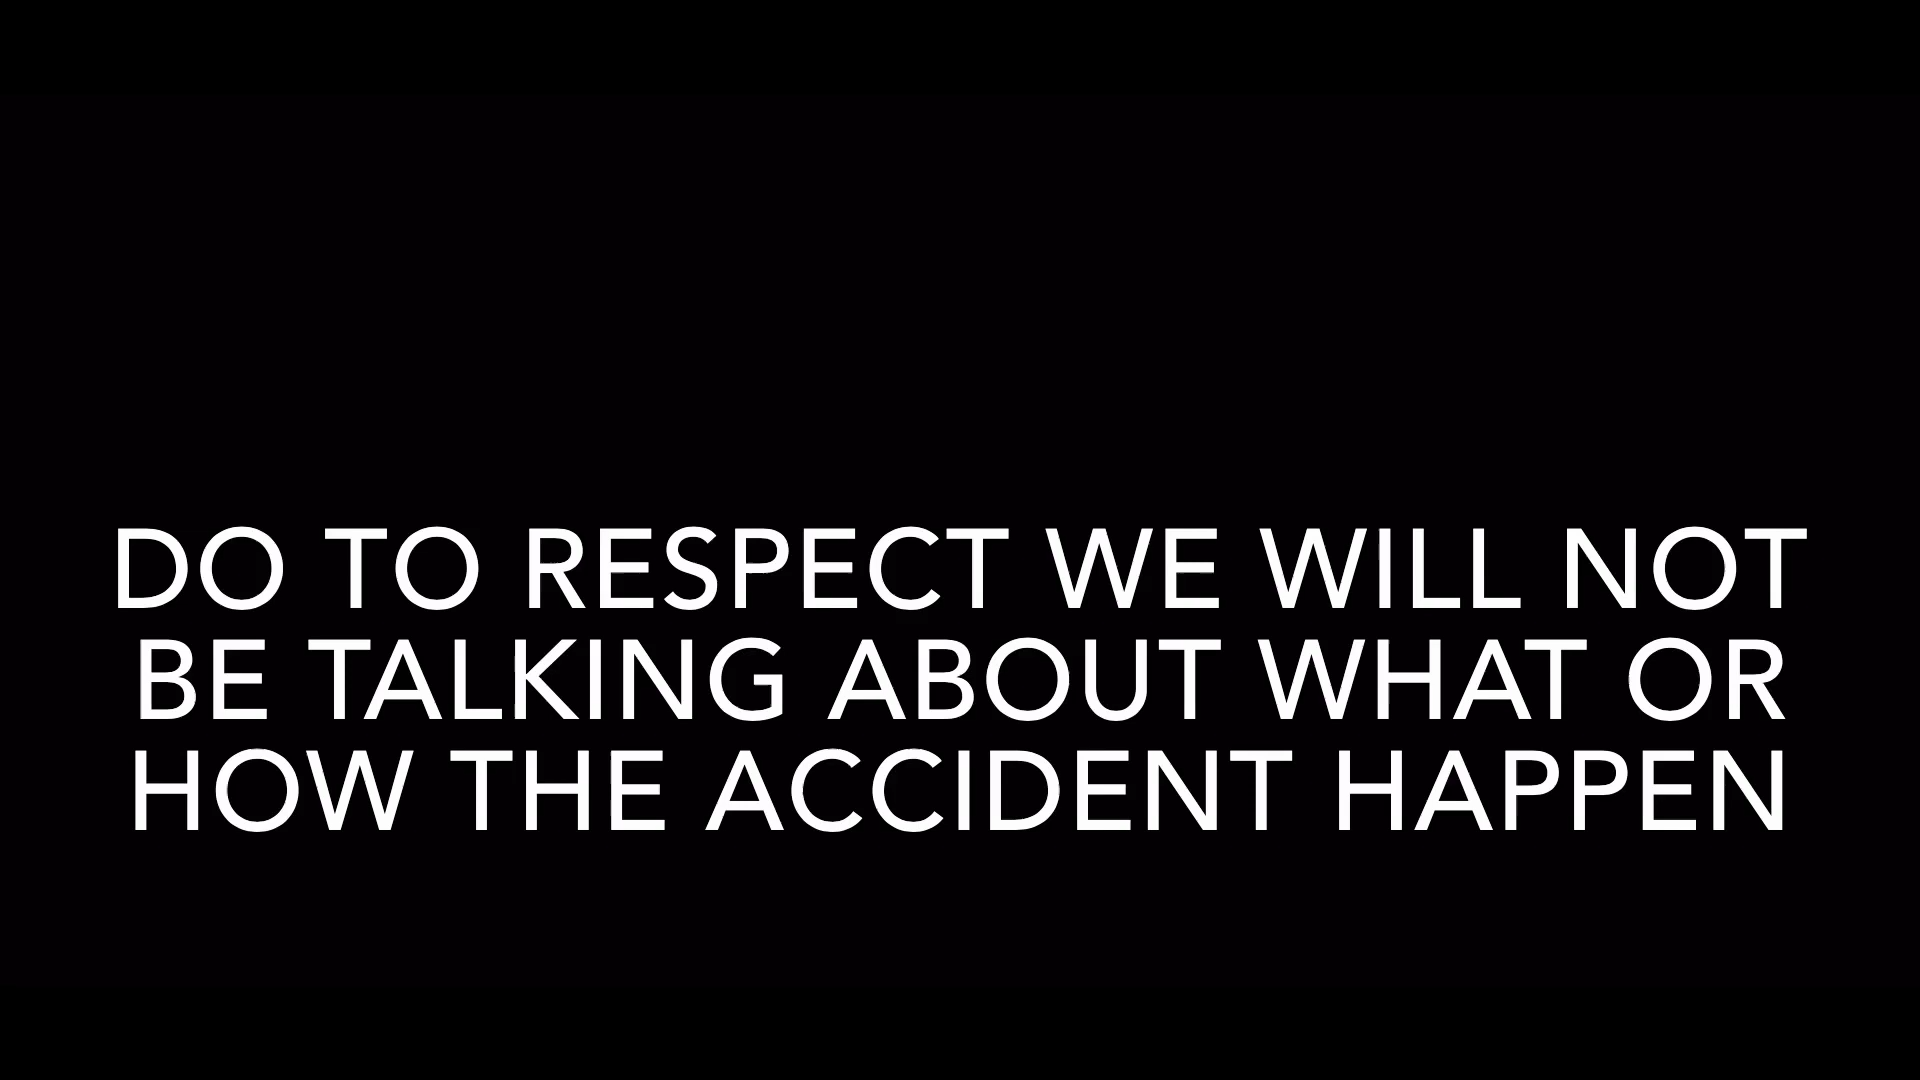 DO TO RESPECT WE WILL NOT
BE TALKING ABOUT WHAT OR
HOW THE ACCIDENT HAPPEN